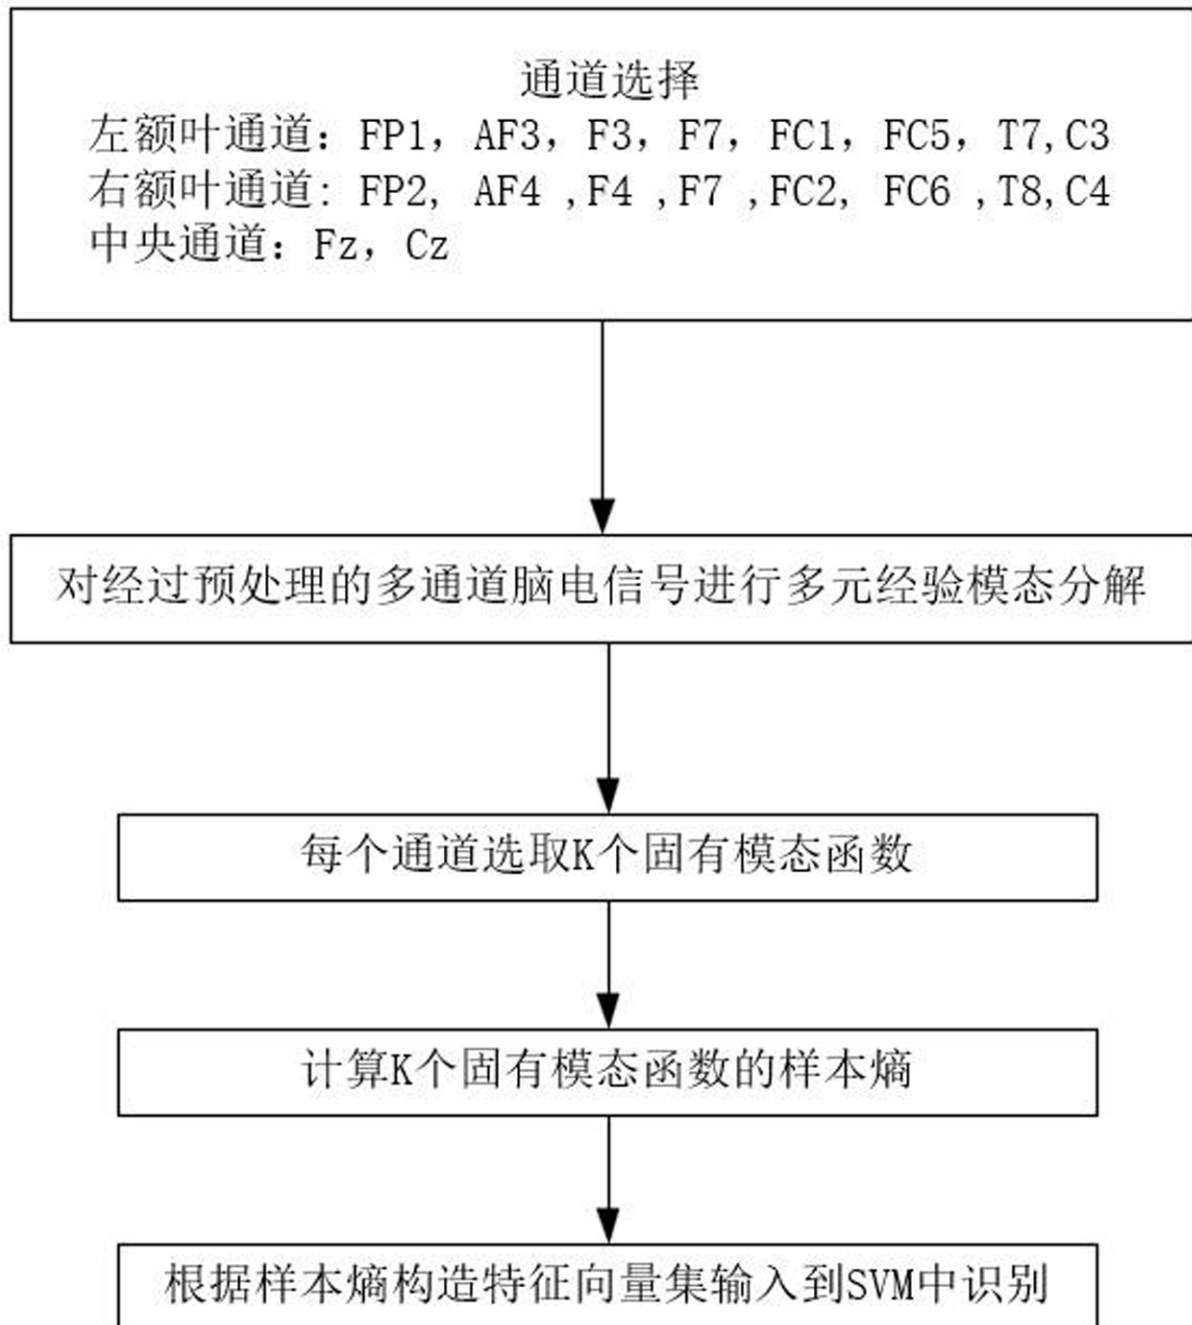 通道选择
左额叶通道：FP1，AF3，F3，F7，FC1，FC5，T7,C3
右额叶通道: FP2, AF4 ,F4 ,F7 ,FC2, FC6 ,T8,C4
中央通道：Fz，Cz
对经过预处理的多通道脑电信号进行多元经验模态分解
每个通道选取K个固有模态函数
计算K个固有模态函数的样本熵
根据样本熵构造特征向量集输入到SVM中识别